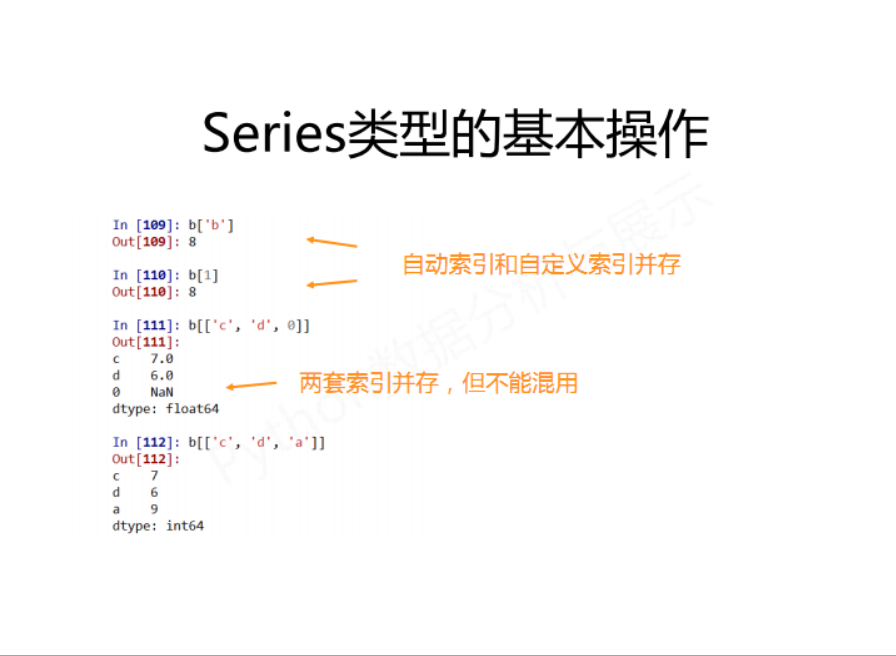 Series类型的基本操作
In [109]: b['b']
Out[109]: 8
In [110]: b[1]
Out[110]: 8
自动索引和自定义索引并存
In [111]: b[['c', 'd', 0]]
Out[111]:
c    7.0
d    6.0
0    NaN
dtype: float64
两套索引并存，但不能混用
In [112]: b[['c', 'd', 'a']]
Out[112]:
c    7
d    6
a    9
dtype: int64
Python数据分析与展示